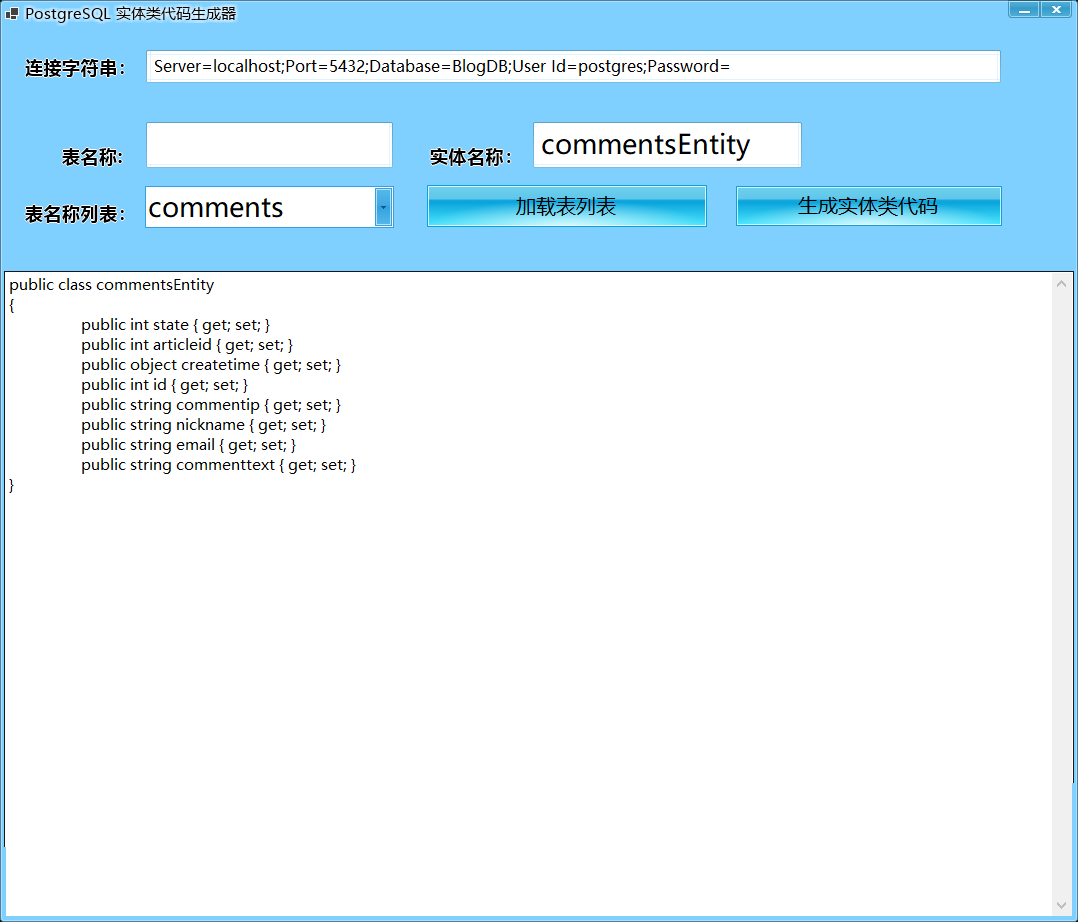 PostgreSQL 实体类代码生成器
连接字符串：
Server=localhost;Port=5432;Database=BlogDB;User Id=postgres;Password=
表名称:
实体名称：
commentsEntity
表名称列表：
comments
加载表列表
生成实体类代码
public class commentsEntity
{
public int state { get; set; }
public int articleid { get; set; }
public object createtime { get; set; }
public int id { get; set; }
public string commentip { get; set; }
public string nickname { get; set; }
public string email { get; set; }
public string commenttext { get; set; }
}